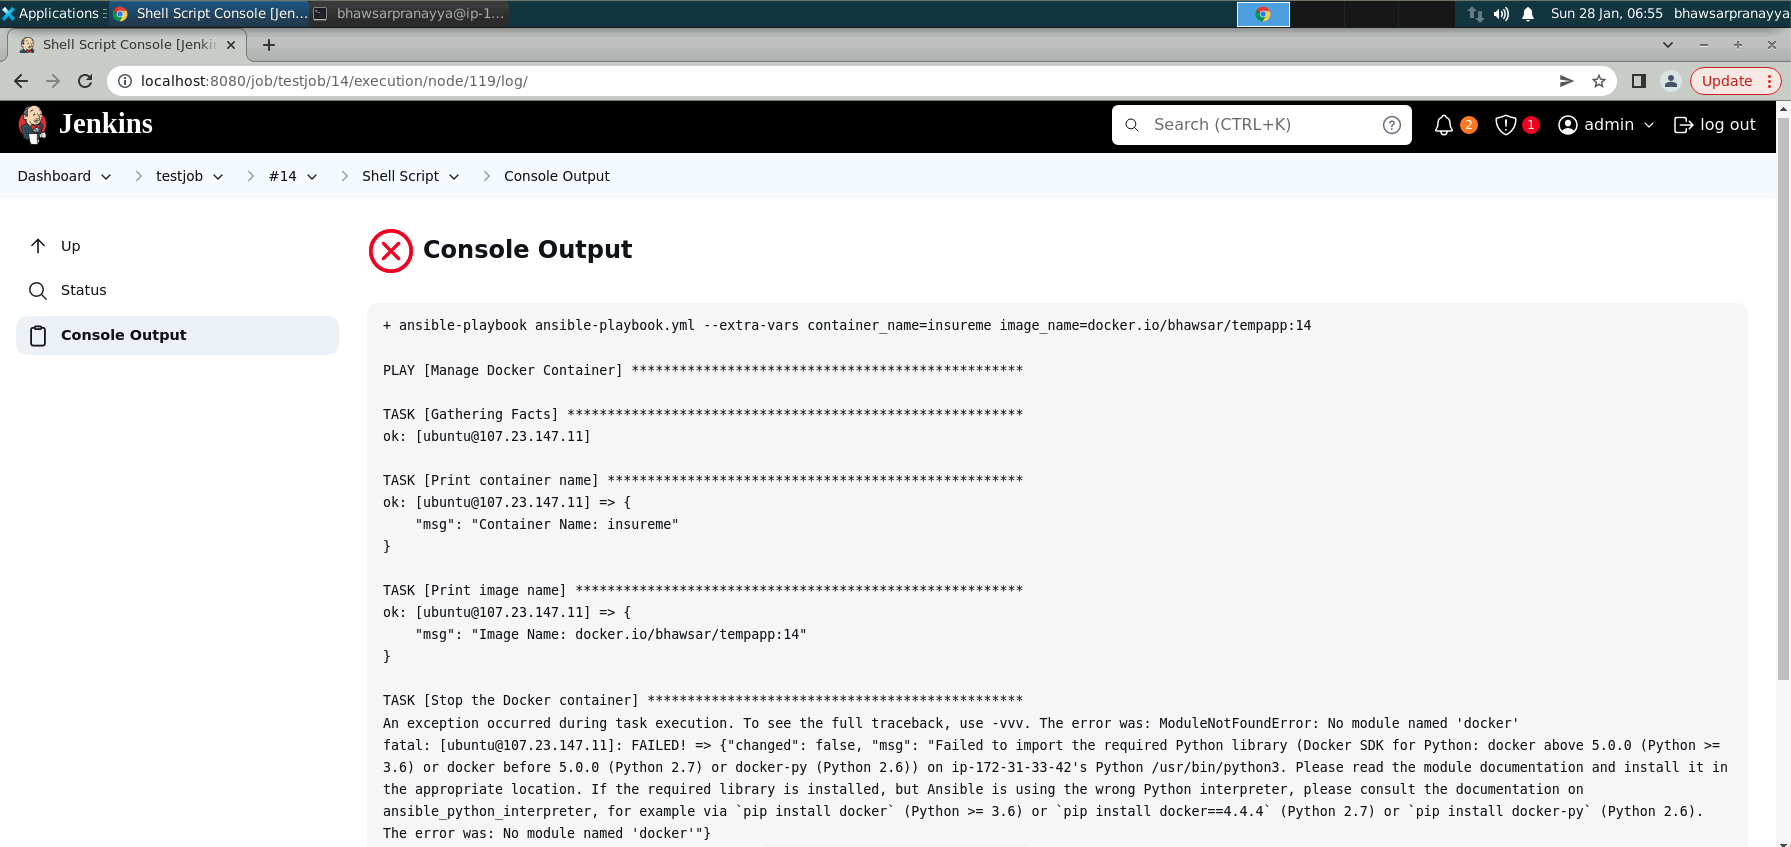 Applications
Shell Script Console [Jen...
bhawsarpranayya@ip-1...
Sun 28 Jan, 06:55
bhawsarpranayya
Shell Script Console [Jenki
localhost:8080/job/testjob/14/execution/node/119/log/
Update
Jenkins
Search (CTRL+K)
2
1
admin
log out
Dashboard
testjob
#14
Shell Script
Console Output
Up
Status
Console Output
Console Output
+ ansible-playbook ansible-playbook.yml --extra-vars container_name=insureme image_name=docker.io/bhawsar/tempapp:14
PLAY [Manage Docker Container] *************************************************
TASK [Gathering Facts] *********************************************************
ok: [ubuntu@107.23.147.11]
TASK [Print container name] ****************************************************
ok: [ubuntu@107.23.147.11] => {
"msg": "Container Name: insureme"
}
TASK [Print image name] ********************************************************
ok: [ubuntu@107.23.147.11] => {
"msg": "Image Name: docker.io/bhawsar/tempapp:14"
}
TASK [Stop the Docker container] ***********************************************
An exception occurred during task execution. To see the full traceback, use -vvv. The error was: ModuleNotFoundError: No module named 'docker'
fatal: [ubuntu@107.23.147.11]: FAILED! => {"changed": false, "msg": "Failed to import the required Python library (Docker SDK for Python: docker above 5.0.0 (Python >=
3.6) or docker before 5.0.0 (Python 2.7) or docker-py (Python 2.6)) on ip-172-31-33-42's Python /usr/bin/python3. Please read the module documentation and install it in
the appropriate location. If the required library is installed, but Ansible is using the wrong Python interpreter, please consult the documentation on
ansible_python_interpreter, for example via `pip install docker` (Python >= 3.6) or `pip install docker==4.4.4` (Python 2.7) or `pip install docker-py` (Python 2.6).
The error was: No module named 'docker'"}